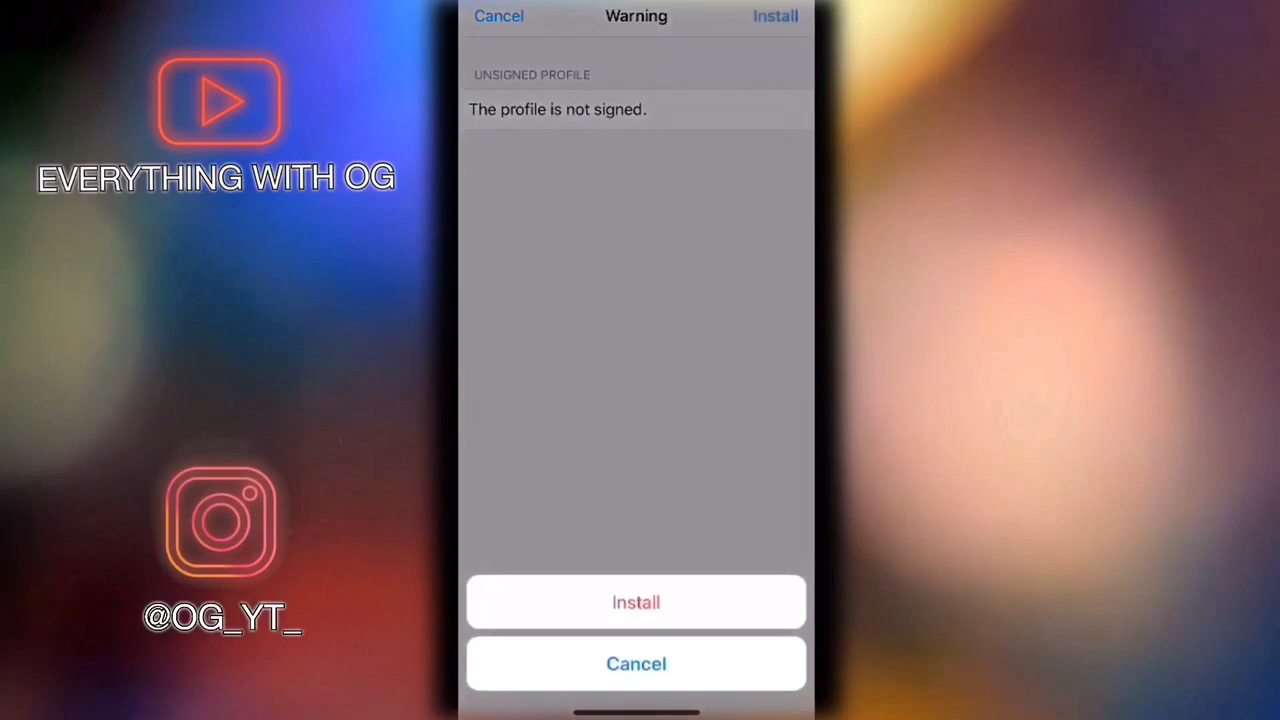 Cancel Warning Install
UNSIGNED PROFILE
The profile is not signed.
EVERYTHING WITH OG
@OG_YT_
Install
Cancel